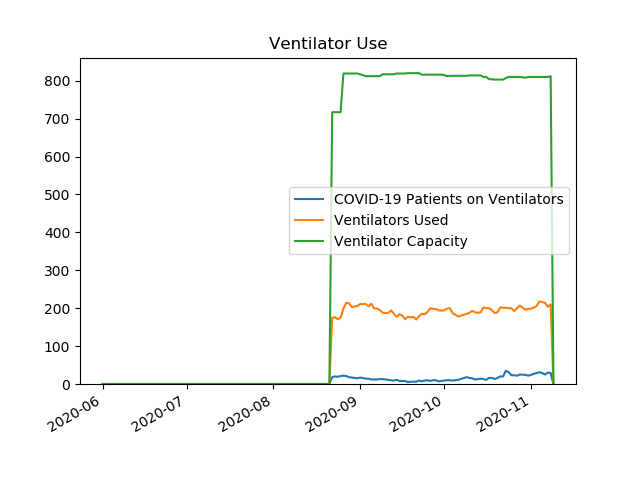 Ventilator Use
800
700
600
500
400
300
200
100
0
COVID-19 Patients on Ventilators
Ventilators Used
Ventilator Capacity
2020-06 2020-07 2020-08 2020-09 2020-10 2020-11